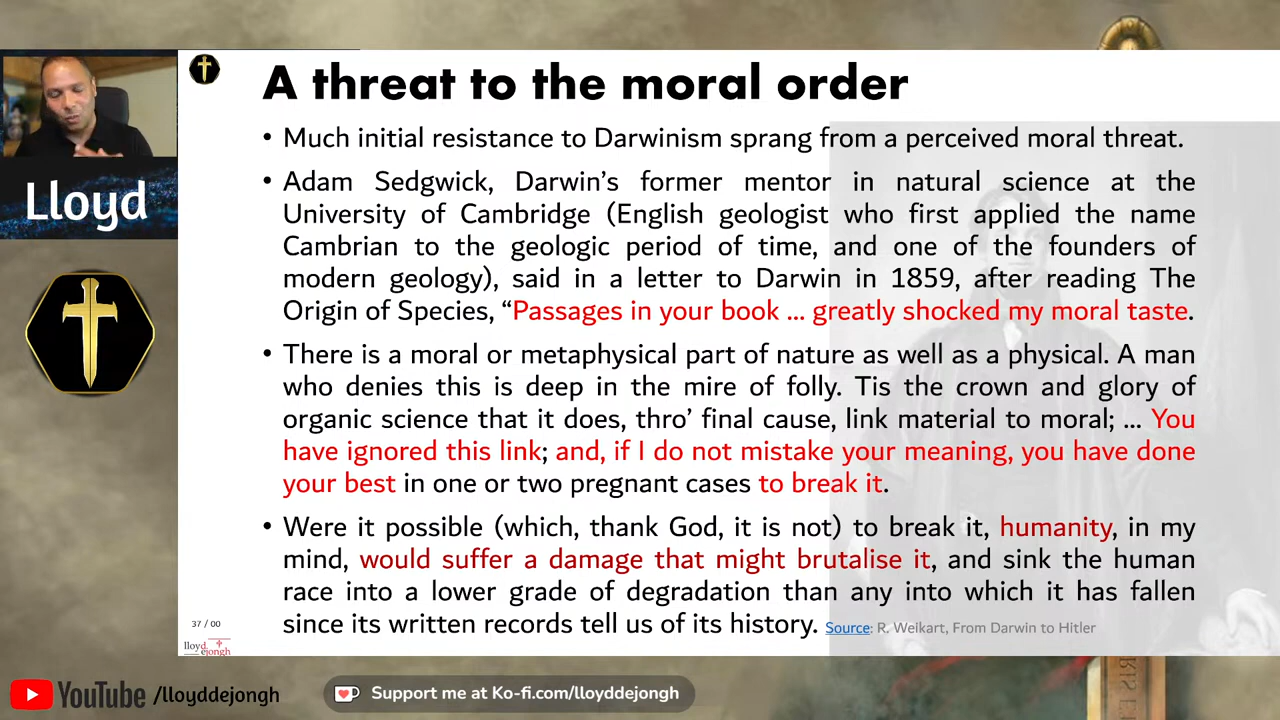 A threat to the moral order
• Much initial resistance to Darwinism sprang from a perceived moral threat.
• Adam Sedgwick, Darwin's former mentor in natural science at the
University of Cambridge (English geologist who first applied the name
Cambrian to the geologic period of time, and one of the founders of
modern geology), said in a letter to Darwin in 1859, after reading The
Origin of Species, “Passages in your book ... greatly shocked my moral taste.
• There is a moral or metaphysical part of nature as well as a physical. A man
who denies this is deep in the mire of folly. Tis the crown and glory of
organic science that it does, thro' final cause, link material to moral; ... You
have ignored this link; and, if I do not mistake your meaning, you have done
your best in one or two pregnant cases to break it.
• Were it possible (which, thank God, it is not) to break it, humanity, in my
mind, would suffer a damage that might brutalise it, and sink the human
race into a lower grade of degradation than any into which it has fallen
since its written records tell us of its history. Source: R. Weikart, From Darwin to Hitler
37 / 00
lloyd
dejongh
Lloyd
YouTube /lloyddejongh
Support me at Ko-fi.com/lloyddejongh